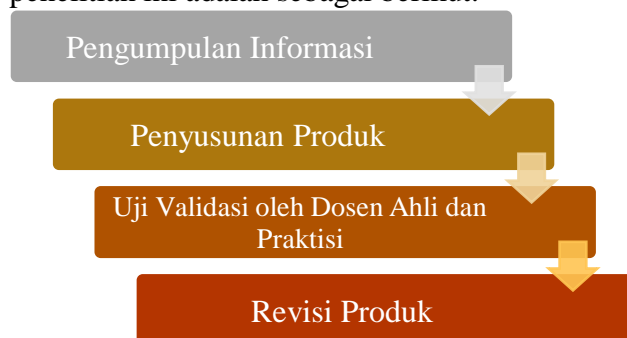 penelitian ini adalah sebagai berikut:
Pengumpulan Informasi
Penyusunan Produk
Uji Validasi oleh Dosen Ahli dan
Praktisi
Revisi Produk